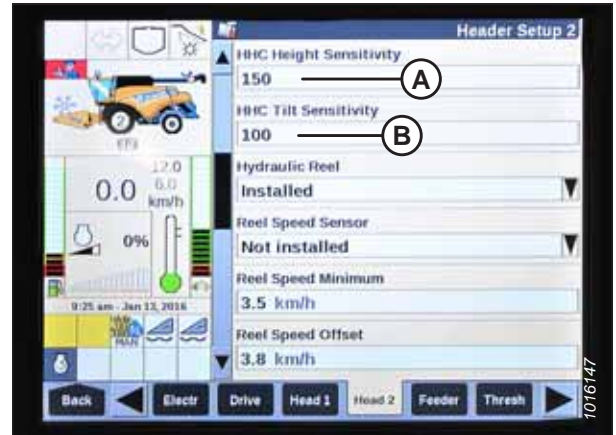 Header Setup 2
HHC Height Sensitivity
150
A
HHC Tilt Sensitivity
100
B
Hydraulic Reel
Installed
Reel Speed Sensor
Not installed
Reel Speed Minimum
3.5 km/h
Reel Speed Offset
3.8 km/h
2
12.0
0.0
6.0
km/h
0%
9:25 am - Jan 13, 2016
MAN
Back
Electr
Drive
Head 1
Head 2
Feeder
Thresh
1016147